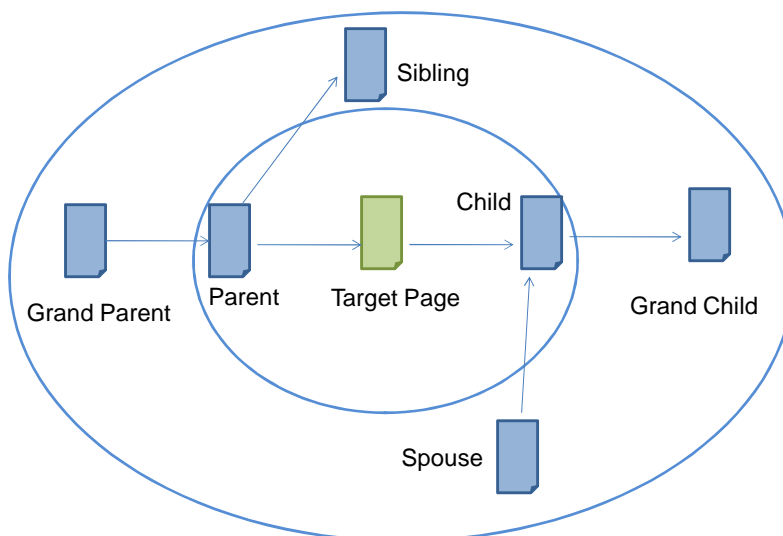 Sibling
Child
Parent
Target Page
Grand Parent
Grand Child
Spouse